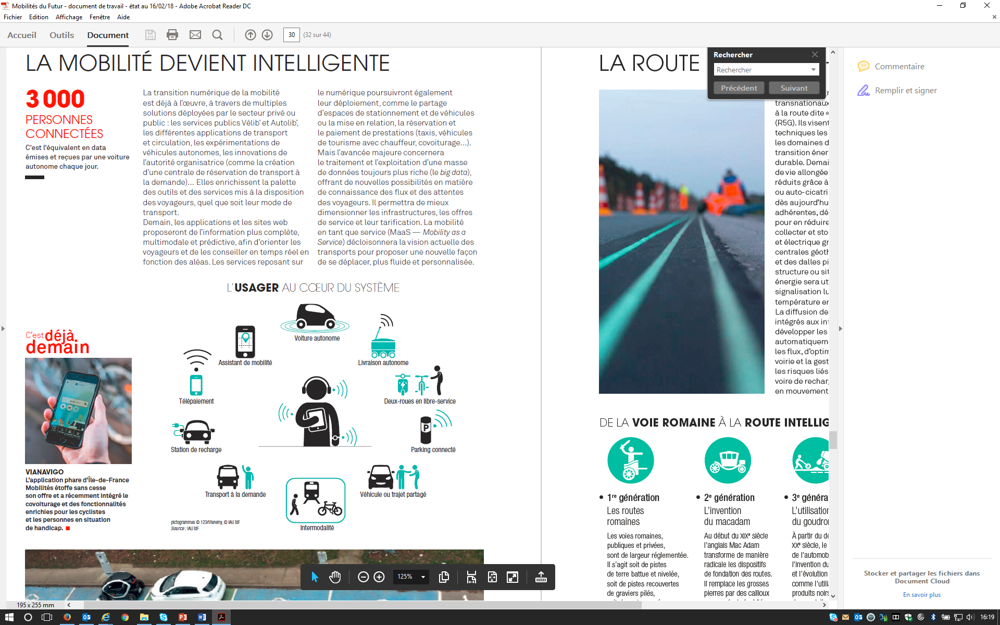 Mobilités du Futur - document de travail - état au 16/02/18 - Adobe Acrobat Reader DC
Fichier Edition Affichage Fenêtre Aide
Accueil Outils Document 30 (32 sur 44)
LA MOBILITÉ DEVIENT INTELLIGENTE
3 000
PERSONNES
CONNECTÉES
C'est l'équivalent en data
émises et reçues par une voiture
autonome chaque jour.
La transition numérique de la mobilité
est déjà à l'œuvre, à travers de multiples
solutions déployées par le secteur privé ou
public : les services publics Vélib' et Autolib',
les différentes applications de transport
et circulation, les expérimentations de
véhicules autonomes, les innovations de
l'autorité organisatrice (comme la création
d'une centrale de réservation de transport à
la demande)... Elles enrichissent la palette
des outils et des services mis à la disposition
des voyageurs, quel que soit leur mode de
transport.
Demain, les applications et les sites web
proposeront de l'information plus complète,
multimodale et prédictive, afin d'orienter les
voyageurs et de les conseiller en temps réel en
fonction des aléas. Les services reposant sur
le numérique poursuivront également
leur déploiement, comme le partage
d'espaces de stationnement et de véhicules
ou la mise en relation, la réservation et
le paiement de prestations (taxis, véhicules
de tourisme avec chauffeur, covoiturage...).
Mais l'avancée majeure concernera
le traitement et l'exploitation d'une masse
de données toujours plus riche (le big data),
offrant de nouvelles possibilités en matière
de connaissance des flux et des attentes
des voyageurs. Il permettra de mieux
dimensionner les infrastructures, les offres
de service et leur tarification. La mobilité
en tant que service (MaaS — Mobility as a
Service) décloisonnera la vision actuelle des
transports pour proposer une nouvelle façon
de se déplacer, plus fluide et personnalisée.
L'USAGER AU CŒUR DU SYSTÈME
Voiture autonome
Assistant de mobilité
Livraison autonome
Télépaiement
Deux-roues en libre-service
Station de recharge
P
Parking connecté
Transport à la demande
Véhicule ou trajet partagé
Intermodalité
pictogrammes © 123rf/leremy, © IAU îdF
Source : IAU îdF
C'est déjà
demain
VIANAVIGO
L'application phare d'Île-de-France
Mobilités étoffe sans cesse
son offre et a récemment intégré le
covoiturage et des fonctionnalités
enrichies pour les cyclistes
et les personnes en situation
de handicap.
LA ROUTE
transnationaux
à la route dite «
(R5G). Ils visent
techniques les
les domaines d
transition éner
durable. Demai
de vie allongée
réduits grâce à
ou auto-cicatri
dès aujourd'hu
adhérentes, dé
pour en réduire
collecter et sto
et électrique gr
centrales géoth
et des dalles pi
structure ou sit
énergie sera ut
signalisation lu
température er
La diffusion de
intégrés aux inf
développer les
automatiquem
les flux, d'optim
voirie et la gest
les risques liés
voire de rechar
en mouvement
DE LA VOIE ROMAINE À LA ROUTE INTELLIG
• 1re génération
Les routes
romaines
Les voies romaines,
publiques et privées,
sont de largeur réglementée.
Il s'agit soit de pistes
de terre battue et nivelée,
soit de pistes recouvertes
de graviers pilés,
• 2e génération
L'invention
du macadam
Au début du XIXe siècle
l'anglais Mac Adam
transforme de manière
radicale les dispositifs
de fondation des routes.
Il remplace les grosses
pierres par des cailloux
• 3e généra
L'utilisation
du goudron
À partir du dé
XXe siècle, le
de l'automob
l'invention du
et l'évolution
comme l'utili
produits noirs
Rechercher
Rechercher
Précédent Suivant
Commentaire
Remplir et signer
Stocker et partager les fichiers dans
Document Cloud
En savoir plus
125%
195 x 255 mm
16:19